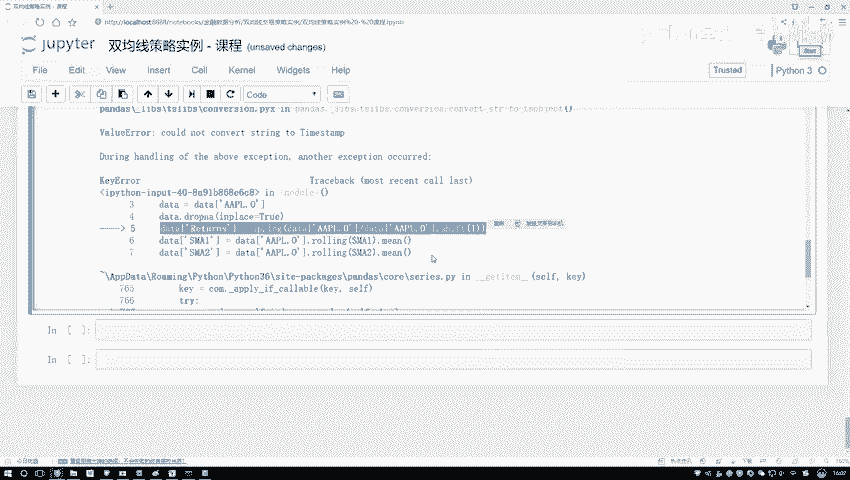 双均线策略实例 - 课程
jupyter 双均线策略实例 - 课程 (unsaved changes)
Start
File Edit View Insert Cell Kernel Widgets Help
Trusted
Python 3
Code
pandas\_libs\tslibs\conversion.pyx in pandas._libs.tslibs.conversion.convert_str_to_tsobject()
ValueError: could not convert string to Timestamp
During handling of the above exception, another exception occurred:
KeyError Traceback (most recent call last)
<ipython-input-40-8a91b868e6c8> in <module>()
3 data = data['AAPL.O']
4 data.dropna(inplace=True)
----> 5 data['Returns'] = np.log(data['AAPL.O']/data['AAPL.O'].shift(1))
6 data['SMA1'] = data['AAPL.O'].rolling(SMA1).mean()
7 data['SMA2'] = data['AAPL.O'].rolling(SMA2).mean()
~\AppData\Roaming\Python\Python36\site-packages\pandas\core\series.py in __getitem__(self, key)
765 key = com._apply_if_callable(key, self)
766 try:
In [ ]:
In [ ]: